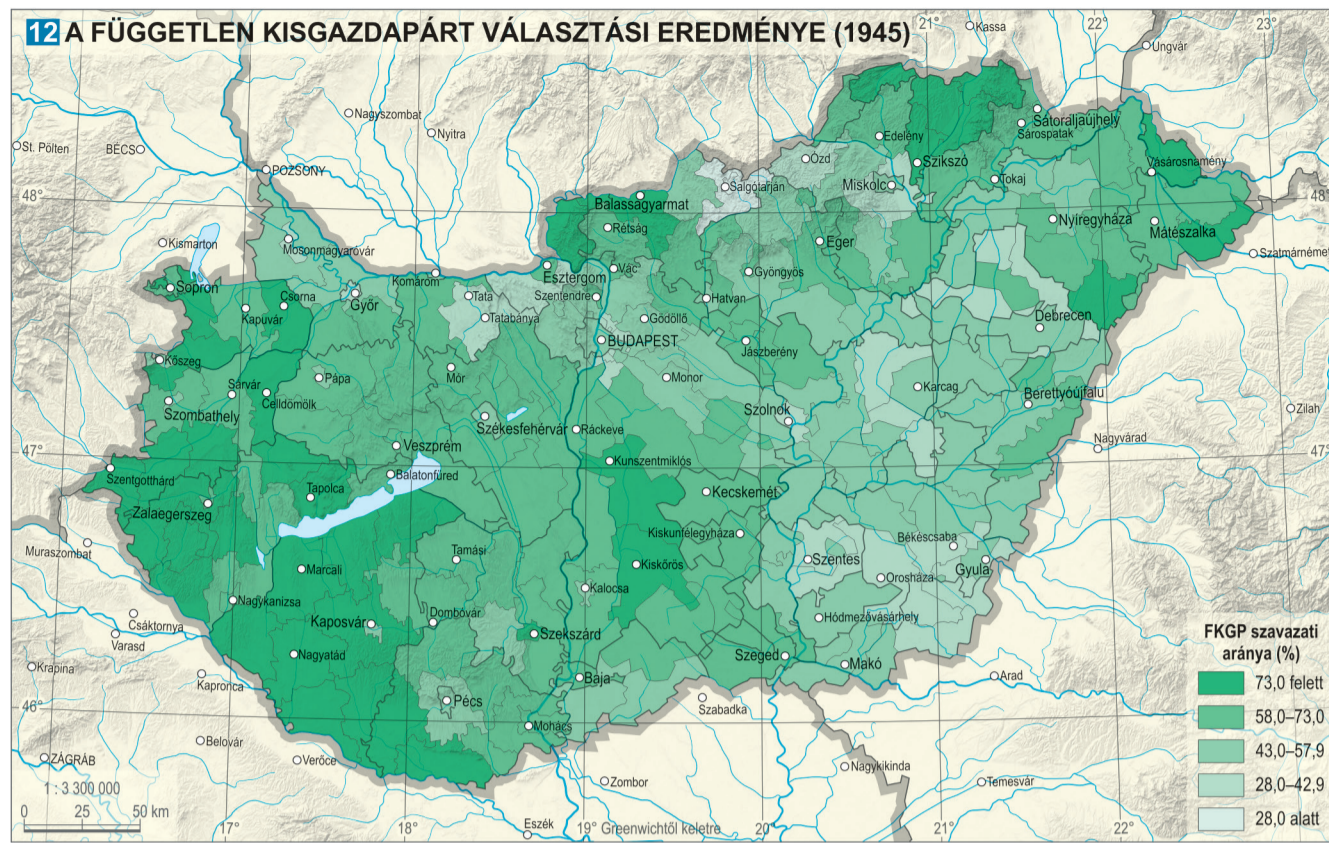 12 A FÜGGETLEN KISGAZDAPÁRT VÁLASZTÁSI EREDMÉNYE (1945)
21°
22°
23°
Kassa
Ungvár
Nagyszombat
Nyitra
St. Pölten
BÉCS
POZSONY
Edelény
Sátoraljaújhely
Sárospatak
Ózd
Szikszó
Vásárosnamény
Salgótarján
Miskolc
Tokaj
48°
48°
Balassagyarmat
Nyíregyháza
Mátészalka
Kismarton
Mosonmagyaróvár
Rétság
Eger
Szatmárnémeti
Komárom
Esztergom
Vác
Gyöngyös
Sopron
Csorna
Győr
Tata
Szentendre
Hatvan
Kapuvár
Tatabánya
Gödöllő
Debrecen
BUDAPEST
Jászberény
Kőszeg
Sárvár
Pápa
Mór
Monor
Karcag
Celldömölk
Berettyóújfalu
Szombathely
Szolnok
Zilah
Székesfehérvár
Ráckeve
Veszprém
Nagyvárad
47°
47°
Szentgotthárd
Balatonfüred
Kunszentmiklós
Tapolca
Kecskemét
Zalaegerszeg
Kiskunfélegyháza
Békéscsaba
Muraszombat
Tamási
Szentes
Gyula
Marcali
Kiskőrös
Orosháza
Kalocsa
Nagykanizsa
Csáktornya
Kaposvár
Dombóvár
Hódmezővásárhely
Varasd
Szekszárd
Nagyatád
Szeged
Makó
Krapina
Kapronca
Baja
Arad
Pécs
Szabadka
46°
Mohács
Belovár
ZÁGRÁB
Verőce
Zombor
Nagykikinda
Temesvár
1 : 3 300 000
0 25 50 km
Eszék
17°
18°
19° Greenwichtől keletre
20°
21°
22°
FKGP szavazati
aránya (%)
73,0 felett
58,0–73,0
43,0–57,9
28,0–42,9
28,0 alatt